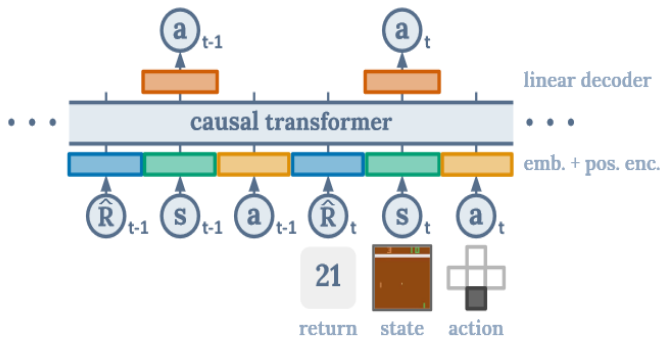 a t-1 a t
linear decoder
causal transformer
emb. + pos. enc.
R̂ t-1 s t-1 a t-1 R̂ t s t a t
21
return state action